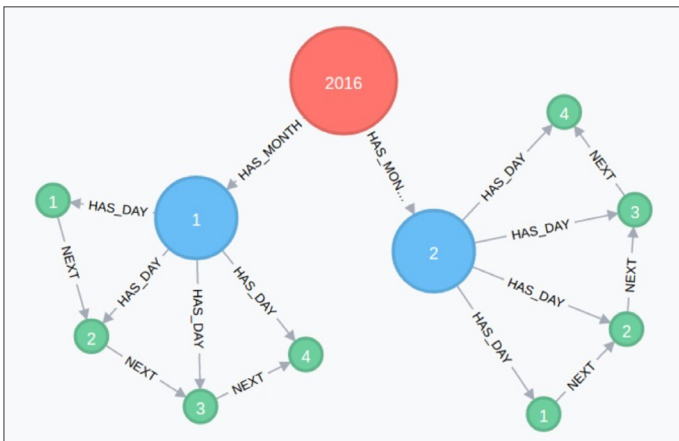 2016
HAS_MONTH
HAS_MON...
1
HAS_DAY
1
NEXT
HAS_DAY
2
NEXT
HAS_DAY
3
NEXT
HAS_DAY
4
2
HAS_DAY
4
NEXT
HAS_DAY
3
NEXT
HAS_DAY
2
NEXT
HAS_DAY
1